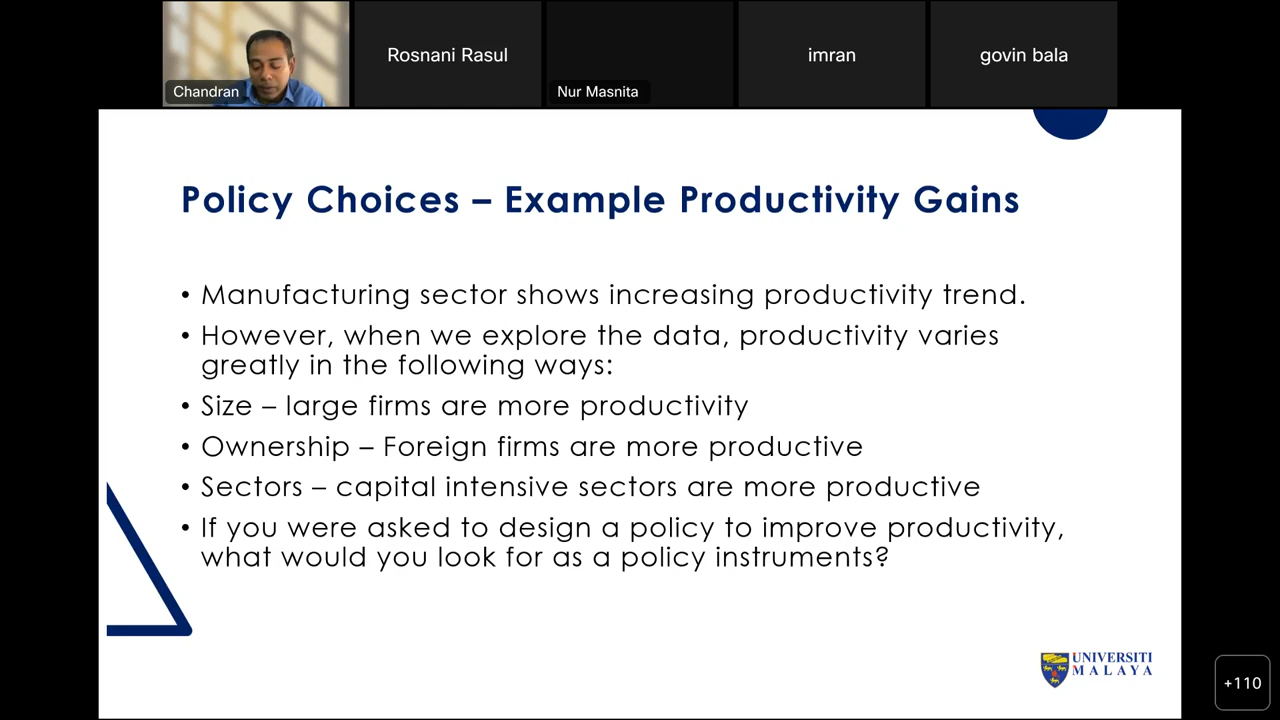 Rosnani Rasul
imran
govin bala
Chandran
Nur Masnita
Policy Choices – Example Productivity Gains
• Manufacturing sector shows increasing productivity trend.
• However, when we explore the data, productivity varies
greatly in the following ways:
• Size – large firms are more productivity
• Ownership – Foreign firms are more productive
• Sectors – capital intensive sectors are more productive
• If you were asked to design a policy to improve productivity,
what would you look for as a policy instruments?
UNIVERSITI
MALAYA
+110